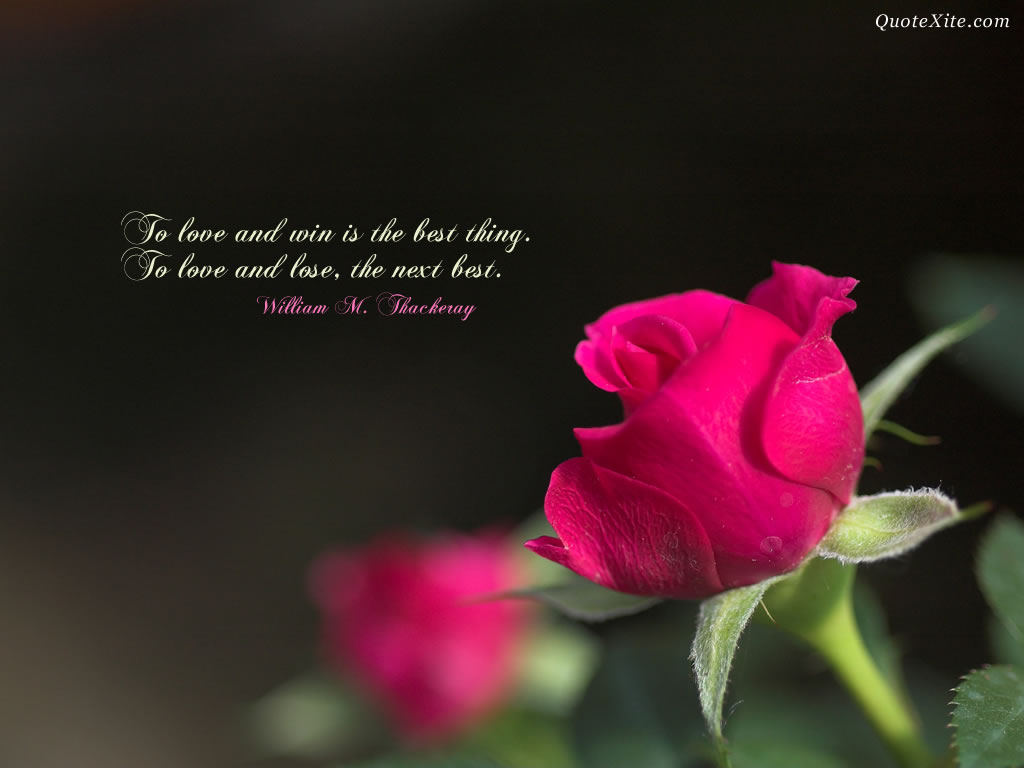 QuoteXite.com
To love and win is the best thing.
To love and lose, the next best.
William M. Thackeray